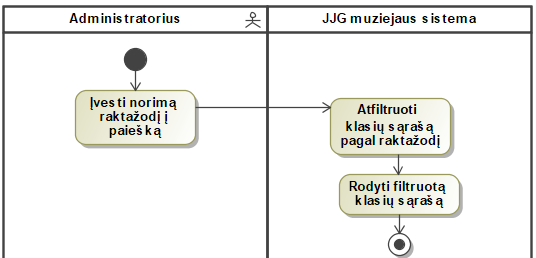 Administratorius
JJG muziejaus sistema
Įvesti norimą
raktažodį į
paiešką
Atfiltruoti
klasių sąrašą
pagal raktažodį
Rodyti filtruotą
klasių sąrašą